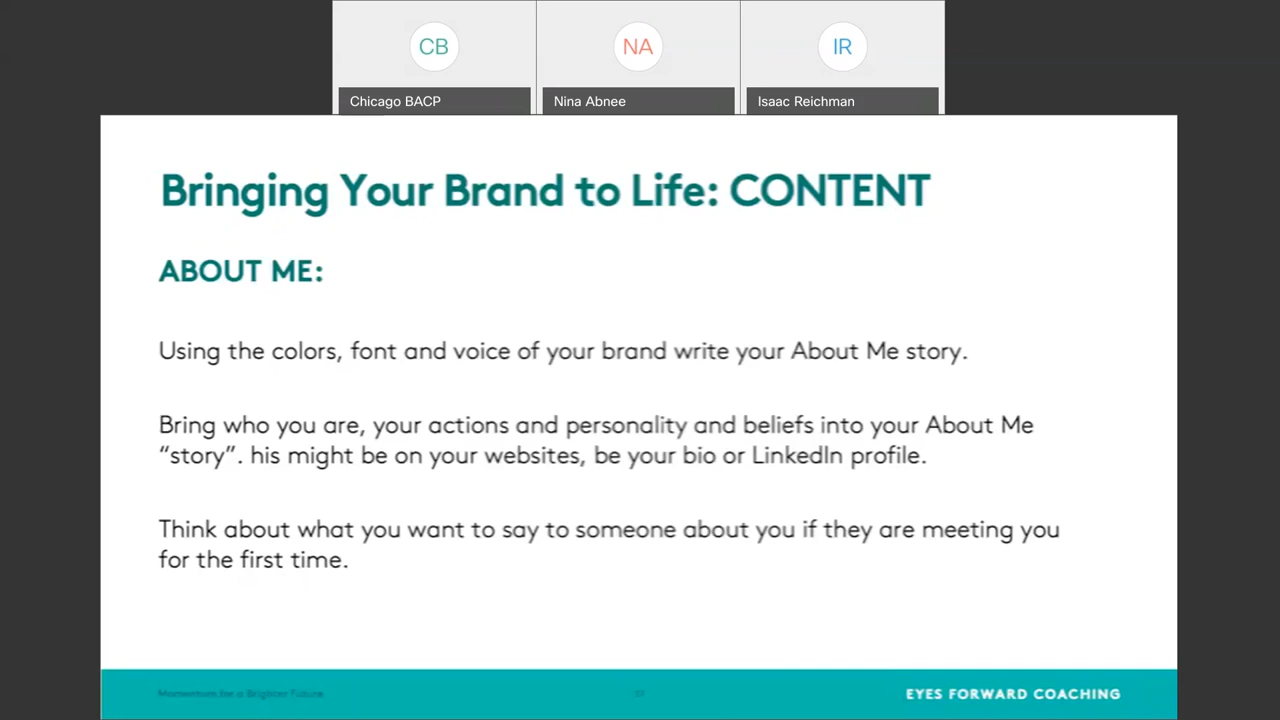 CB
NA
IR
Chicago BACP
Nina Abnee
Isaac Reichman
Bringing Your Brand to Life: CONTENT
ABOUT ME:
Using the colors, font and voice of your brand write your About Me story.
Bring who you are, your actions and personality and beliefs into your About Me
“story”. his might be on your websites, be your bio or LinkedIn profile.
Think about what you want to say to someone about you if they are meeting you
for the first time.
Momentum for a Brighter Future
EYES FORWARD COACHING